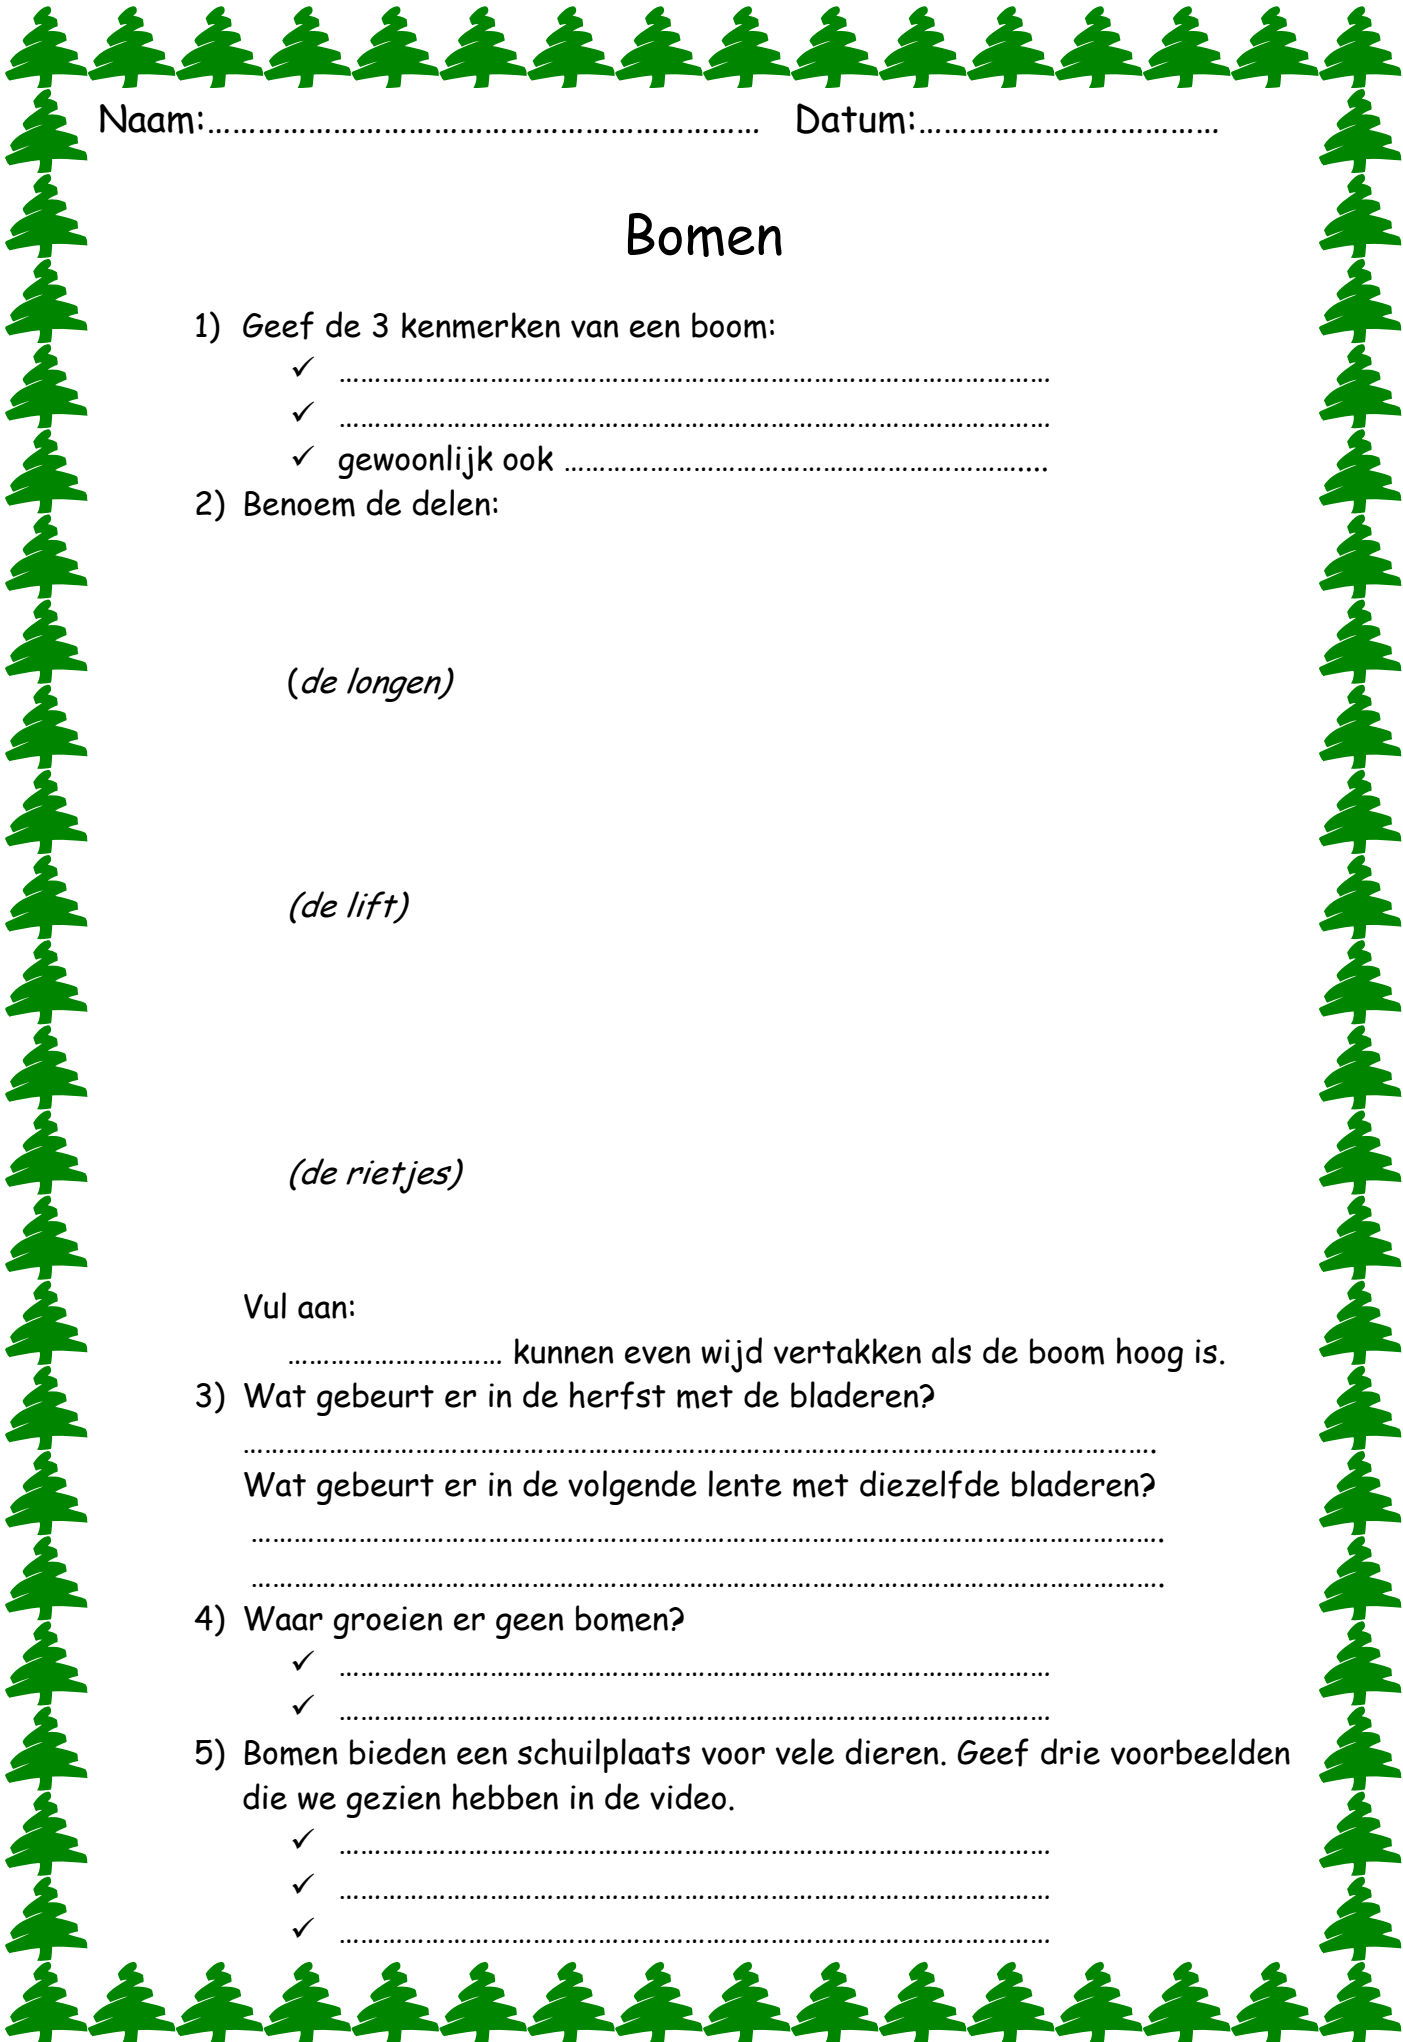 Naam:………………………………………………………… Datum:………………………………
Bomen
1) Geef de 3 kenmerken van een boom:
✓ ………………………………………………………………………………………
✓ ………………………………………………………………………………………
✓ gewoonlijk ook ………………………………………………………....
2) Benoem de delen:
(de longen)
(de lift)
(de rietjes)
Vul aan:
………………………… kunnen even wijd vertakken als de boom hoog is.
3) Wat gebeurt er in de herfst met de bladeren?
……………………………………………………………………………………………………………….
Wat gebeurt er in de volgende lente met diezelfde bladeren?
……………………………………………………………………………………………………………….
……………………………………………………………………………………………………………….
4) Waar groeien er geen bomen?
✓ ………………………………………………………………………………………
✓ ………………………………………………………………………………………
5) Bomen bieden een schuilplaats voor vele dieren. Geef drie voorbeelden
die we gezien hebben in de video.
✓ ………………………………………………………………………………………
✓ ………………………………………………………………………………………
✓ ………………………………………………………………………………………